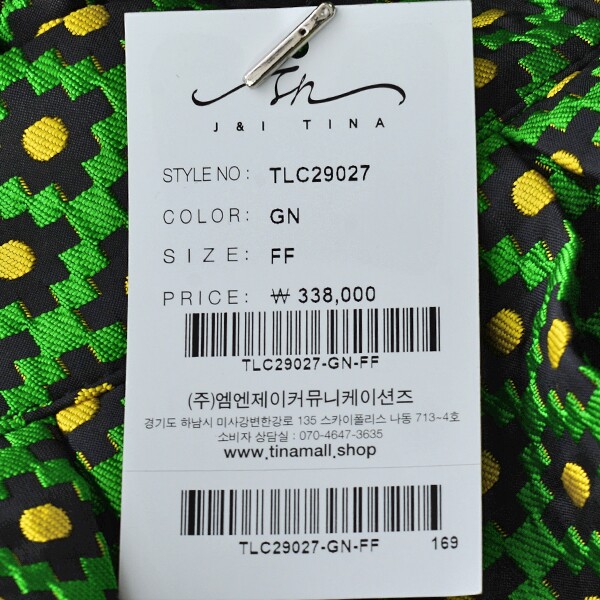 J & I TINA
STYLE NO : TLC29027
COLOR: GN
SIZE: FF
PRICE: ₩ 338,000
TLC29027-GN-FF
(주)엠엔제이커뮤니케이션즈
경기도 하남시 미사강변한강로 135 스카이폴리스 나동 713~4호
소비자 상담실 : 070-4647-3635
www.tinamall.shop
TLC29027-GN-FF 169